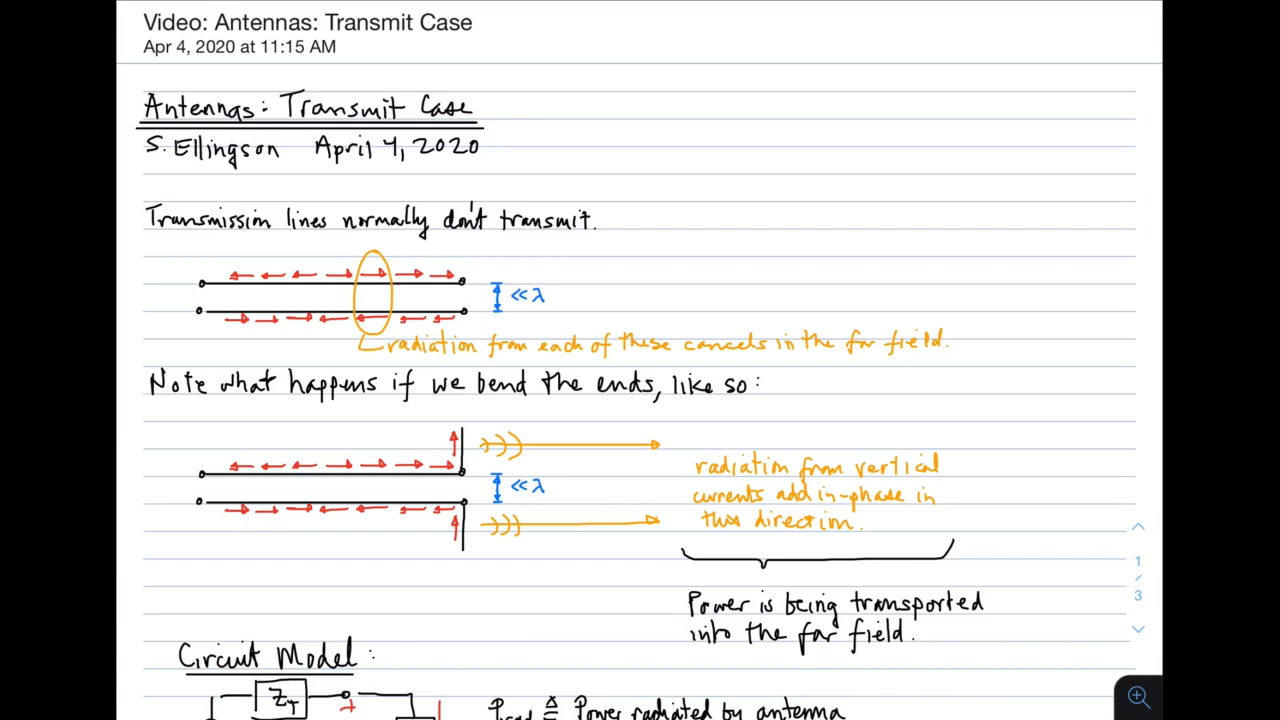 Video: Antennas: Transmit Case
Apr 4, 2020 at 11:15 AM
Antennas: Transmit Case
S. Ellingson April 4, 2020
Transmission lines normally don't transmit.
<< λ
radiation from each of these cancels in the far field.
Note what happens if we bend the ends, like so:
<< λ
radiation from vertical
currents add in-phase in
this direction.
1
/
3
Power is being transported
into the far field.
Circuit Model:
Z_T
+
≜ Power radiated by antenna